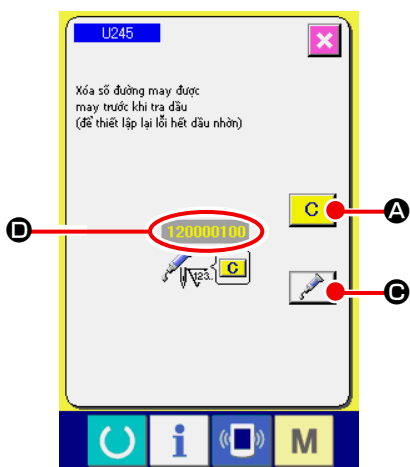 U245
Xóa số đường may được
may trước khi tra dầu
(để thiết lập lại lỗi hết dầu nhờn)
C
A
D
120000100
123..
C
C
i
M